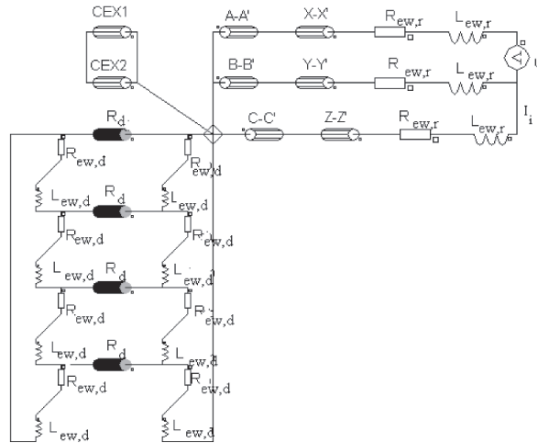 CEX1
A-A' X-X' R ew,r L ew,r
CEX2
B-B' Y-Y' R ew,r L ew,r
I i
R d
C-C' Z-Z' R ew,r L ew,r
R ew,d R ew,d
L ew,d R d L ew,d
R ew,d R ew,d
L ew,d R d L ew,d
R ew,d R ew,d
L ew,d R d L ew,d
R ew,d R ew,d
L ew,d L ew,d